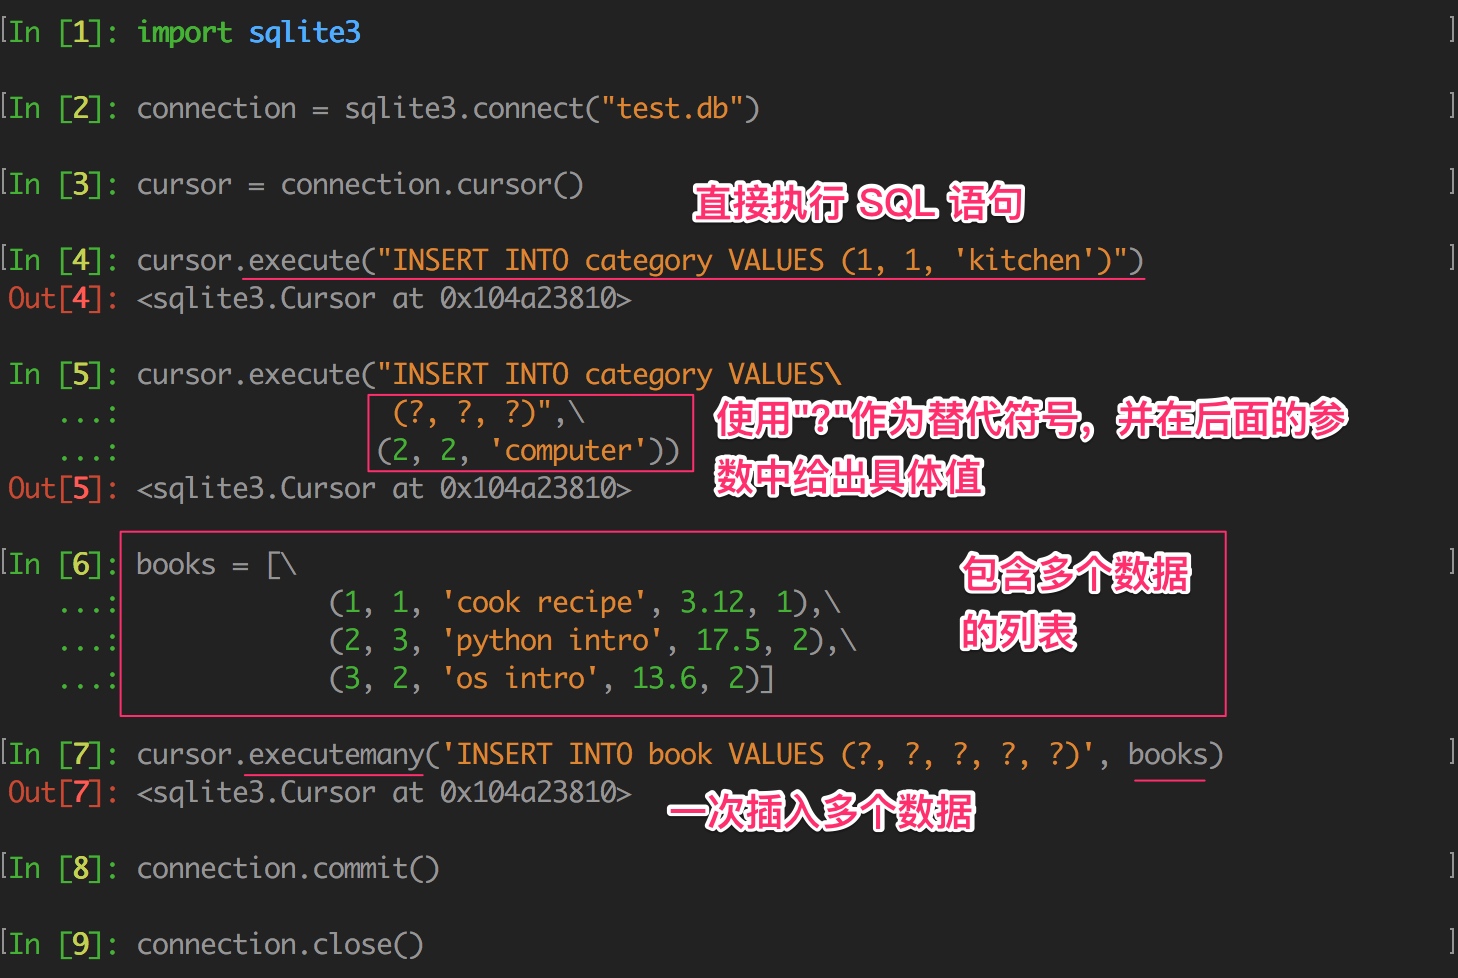 In [1]: import sqlite3
In [2]: connection = sqlite3.connect("test.db")
In [3]: cursor = connection.cursor()
直接执行 SQL 语句
In [4]: cursor.execute("INSERT INTO category VALUES (1, 1, 'kitchen')")
Out[4]: <sqlite3.Cursor at 0x104a23810>
In [5]: cursor.execute("INSERT INTO category VALUES\
...: (?, ?, ?)",\
...: (2, 2, 'computer'))
使用"?"作为替代符号，并在后面的参
数中给出具体值
Out[5]: <sqlite3.Cursor at 0x104a23810>
In [6]: books = [\
...: (1, 1, 'cook recipe', 3.12, 1),\
...: (2, 3, 'python intro', 17.5, 2),\
...: (3, 2, 'os intro', 13.6, 2)]
包含多个数据
的列表
In [7]: cursor.executemany('INSERT INTO book VALUES (?, ?, ?, ?, ?)', books)
Out[7]: <sqlite3.Cursor at 0x104a23810>
一次插入多个数据
In [8]: connection.commit()
In [9]: connection.close()